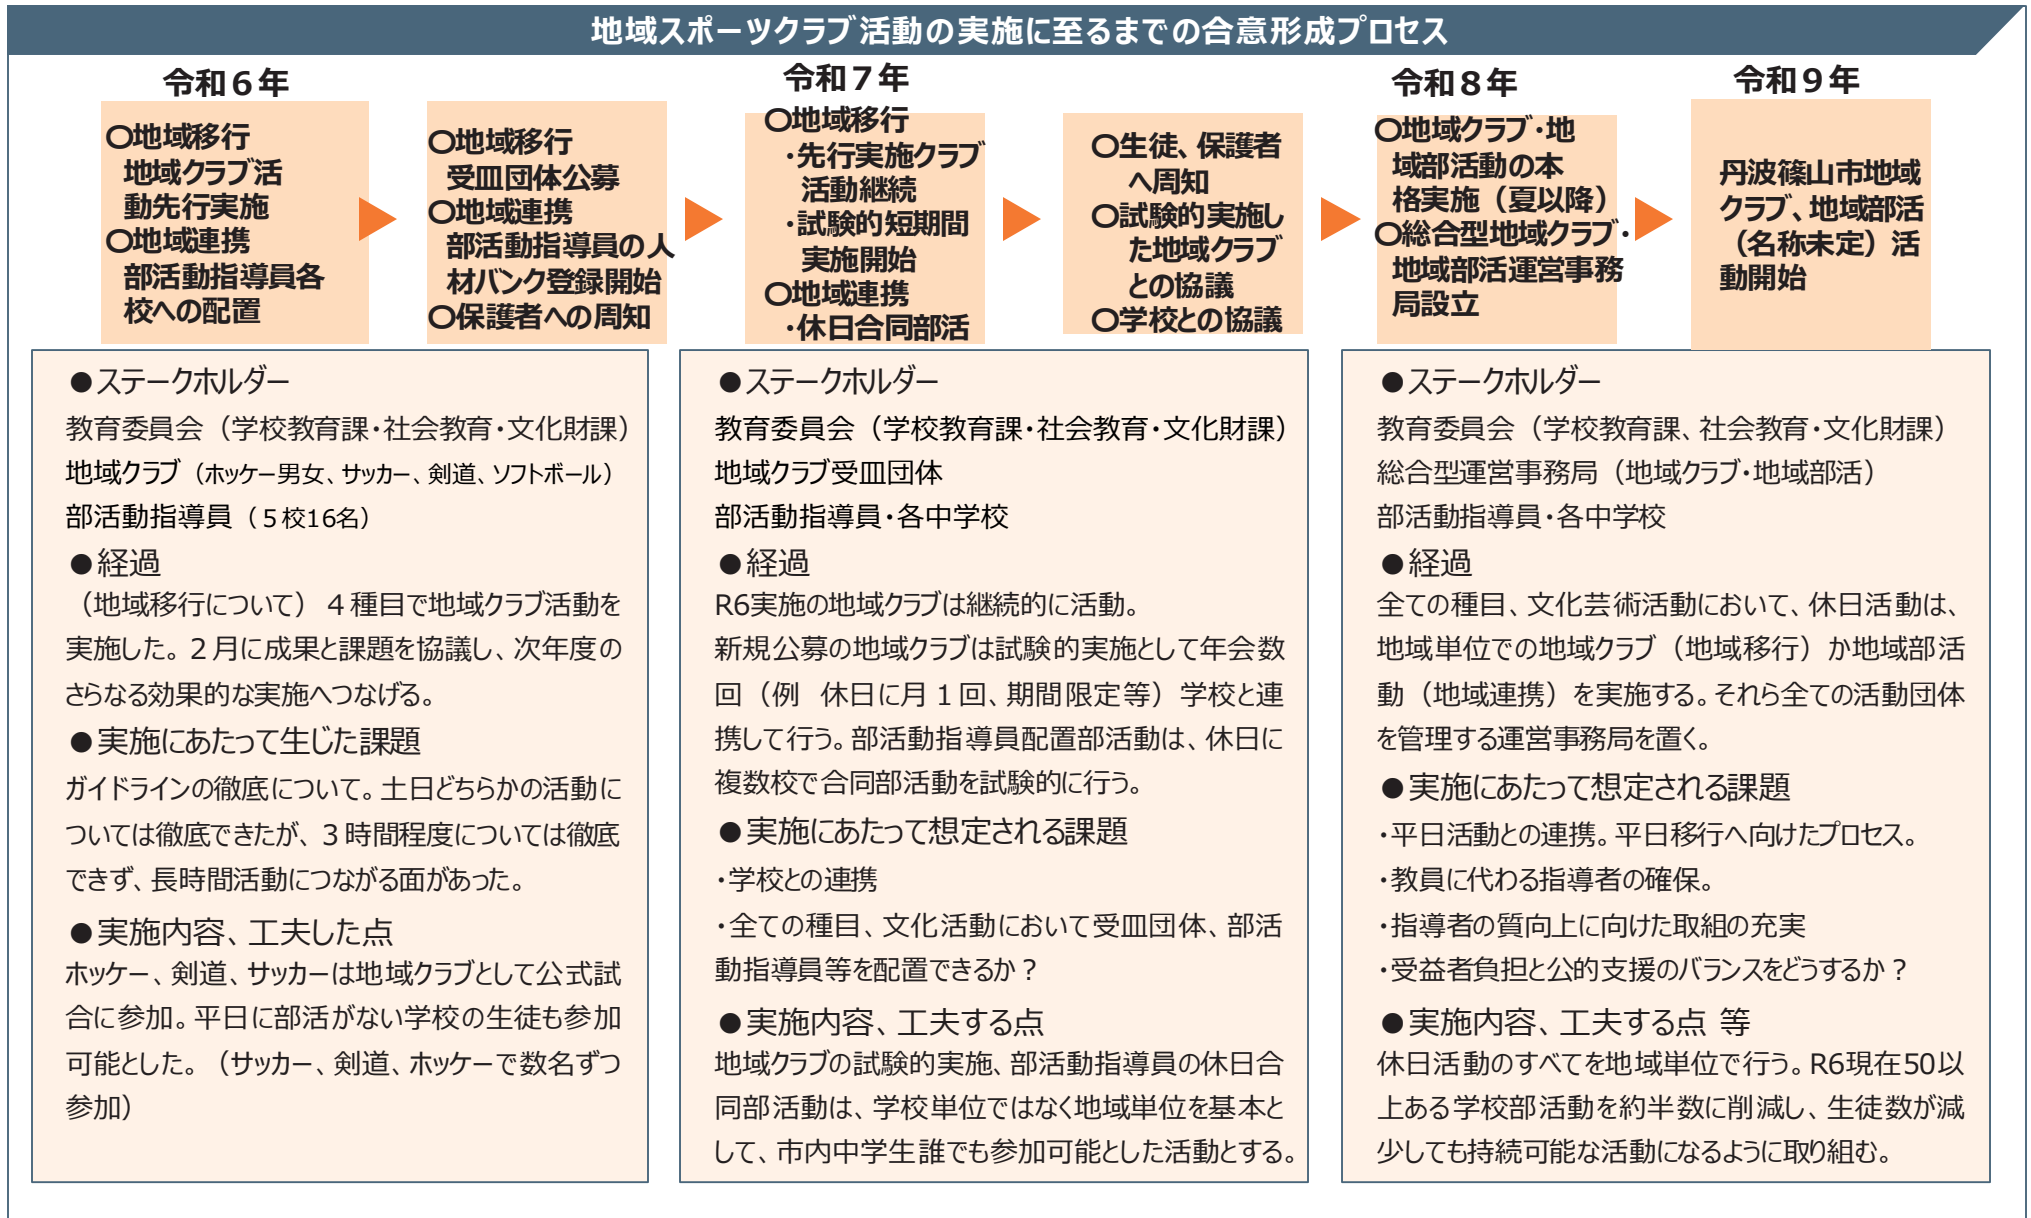 地域スポーツクラブ活動の実施に至るまでの合意形成プロセス
令和６年
〇地域移行
地域クラブ活
動先行実施
〇地域連携
部活動指導員各
校への配置
〇地域移行
受皿団体公募
〇地域連携
部活動指導員の人
材バンク登録開始
〇保護者への周知
令和７年
〇地域移行
・先行実施クラブ
活動継続
・試験的短期間
実施開始
〇地域連携
・休日合同部活
〇生徒、保護者
へ周知
〇試験的実施し
た地域クラブ
との協議
〇学校との協議
令和８年
〇地域クラブ・地
域部活動の本
格実施（夏以降）
〇総合型地域クラブ・
地域部活運営事務
局設立
令和９年
丹波篠山市地域
クラブ、地域部活
（名称未定）活
動開始
●ステークホルダー
教育委員会（学校教育課・社会教育・文化財課）
地域クラブ（ホッケー男女、サッカー、剣道、ソフトボール）
部活動指導員（５校16名）
●経過
（地域移行について）４種目で地域クラブ活動を
実施した。２月に成果と課題を協議し、次年度の
さらなる効果的な実施へつなげる。
●実施にあたって生じた課題
ガイドラインの徹底について。土日どちらかの活動に
ついては徹底できたが、３時間程度については徹底
できず、長時間活動につながる面があった。
●実施内容、工夫した点
ホッケー、剣道、サッカーは地域クラブとして公式試
合に参加。平日に部活がない学校の生徒も参加
可能とした。（サッカー、剣道、ホッケーで数名ずつ
参加）
●ステークホルダー
教育委員会（学校教育課・社会教育・文化財課）
地域クラブ受皿団体
部活動指導員・各中学校
●経過
R6実施の地域クラブは継続的に活動。
新規公募の地域クラブは試験的実施として年会数
回（例　休日に月１回、期間限定等）学校と連
携して行う。部活動指導員配置部活動は、休日に
複数校で合同部活動を試験的に行う。
●実施にあたって想定される課題
・学校との連携
・全ての種目、文化活動において受皿団体、部活
動指導員等を配置できるか？
●実施内容、工夫する点
地域クラブの試験的実施、部活動指導員の休日合
同部活動は、学校単位ではなく地域単位を基本と
して、市内中学生誰でも参加可能とした活動とする。
●ステークホルダー
教育委員会（学校教育課、社会教育・文化財課）
総合型運営事務局（地域クラブ・地域部活）
部活動指導員・各中学校
●経過
全ての種目、文化芸術活動において、休日活動は、
地域単位での地域クラブ（地域移行）か地域部活
動（地域連携）を実施する。それら全ての活動団体
を管理する運営事務局を置く。
●実施にあたって想定される課題
・平日活動との連携。平日移行へ向けたプロセス。
・教員に代わる指導者の確保。
・指導者の質向上に向けた取組の充実
・受益者負担と公的支援のバランスをどうするか？
●実施内容、工夫する点 等
休日活動のすべてを地域単位で行う。R6現在50以
上ある学校部活動を約半数に削減し、生徒数が減
少しても持続可能な活動になるように取り組む。